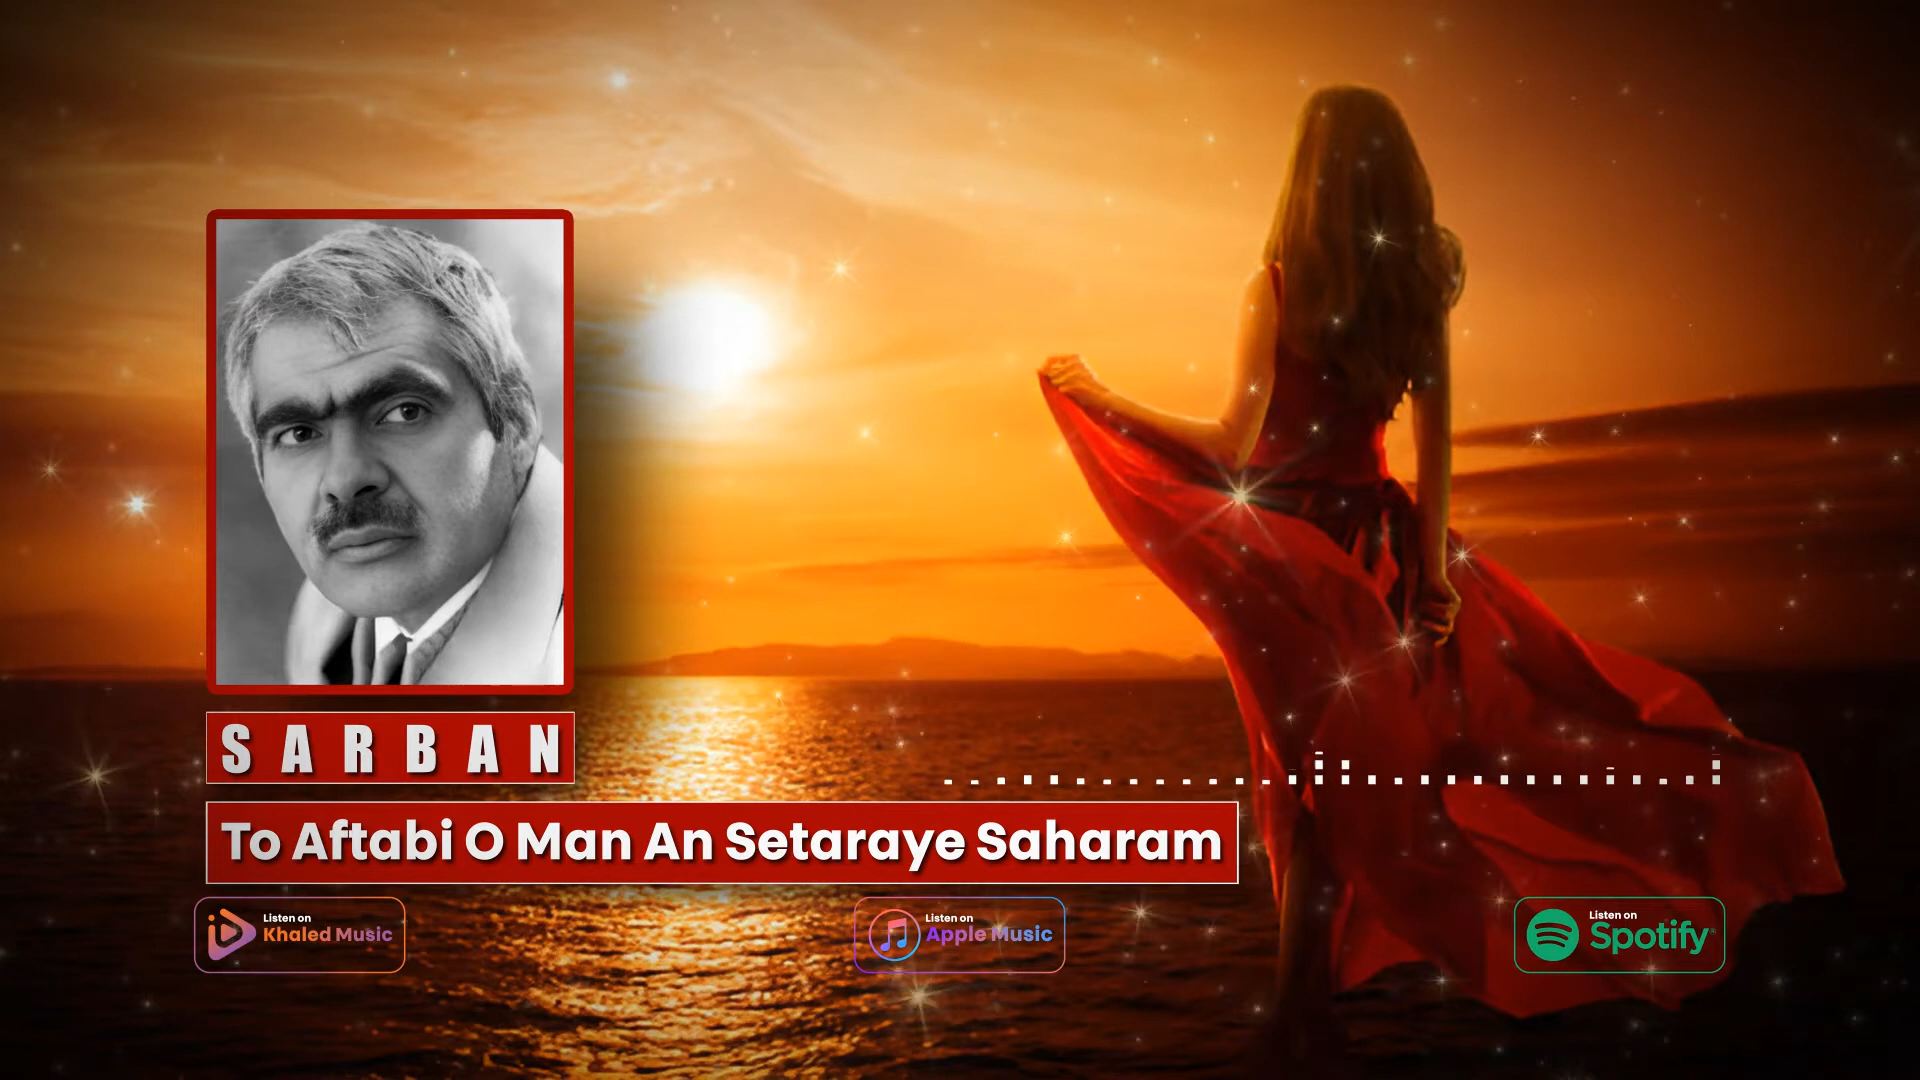 SARBAN
To Aftabi O Man An Setaraye Saharam
Listen on
Khaled Music
Listen on
Apple Music
Listen on
Spotify®